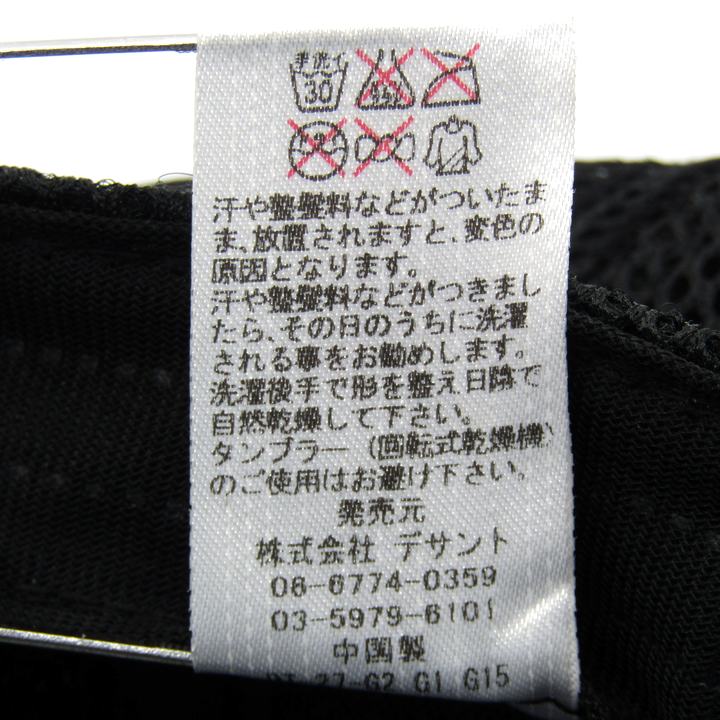 手洗イ
30
汗や整髪料などがついたま
ま、放置されますと、変色の
原因となります。
汗や整髪料などがつきまし
たら、その日のうちに洗濯
される事をお勧めします。
洗濯後手で形を整え日陰で
自然乾燥して下さい。
タンブラー（回転式乾燥機）
のご使用はお避け下さい。
発売元
株式会社 デサント
06-6774-0359
03-5979-6101
中国製
27-G2 G1 G15